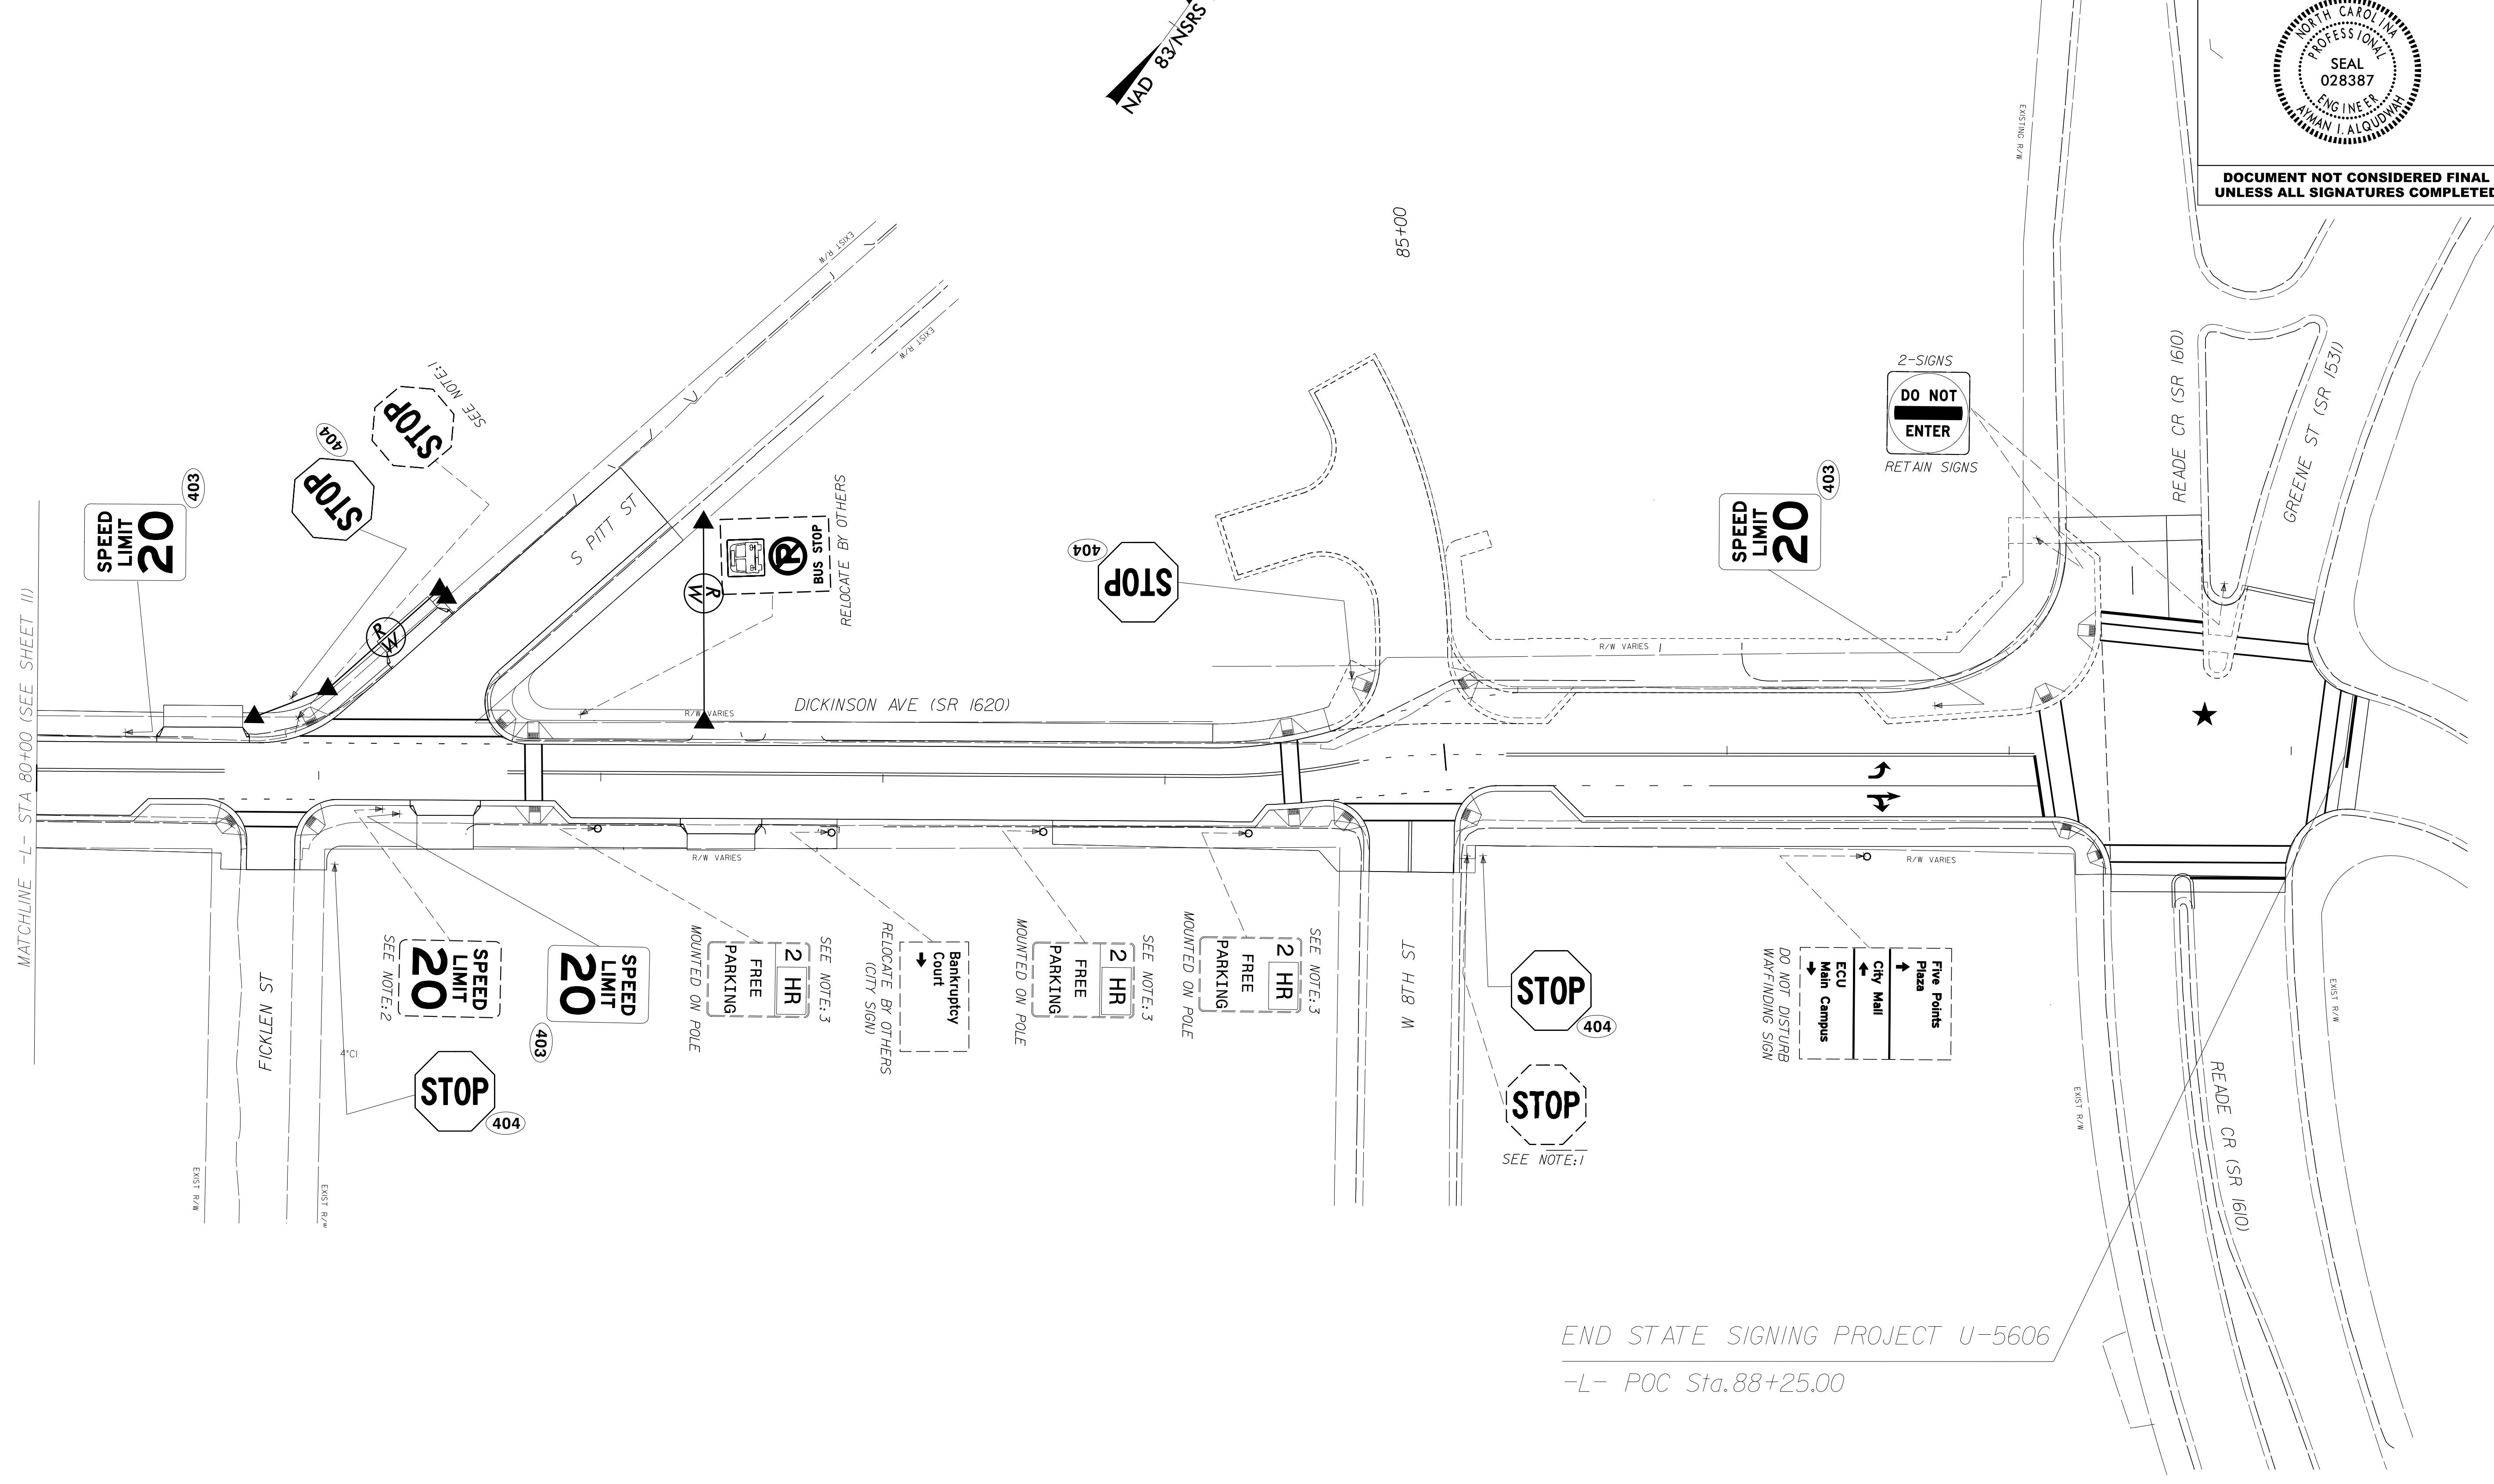 NAD 83/NSRS
NORTH CAROLINA
PROFESSIONAL
SEAL
028387
ENGINEER
AYMAN I. ALQUDWAH
DOCUMENT NOT CONSIDERED FINAL
UNLESS ALL SIGNATURES COMPLETED
EXISTING R/W
85+00
EXIST R/W
EXIST R/W
SEE NOTE:1
STOP
404
STOP
403
SPEED
LIMIT
20
S PITT ST
R
W
R
W
BUS STOP
RELOCATE BY OTHERS
404
STOP
2-SIGNS
DO NOT
ENTER
RETAIN SIGNS
403
SPEED
LIMIT
20
READE CR (SR 1610)
GREENE ST (SR 1531)
R/W VARIES
DICKINSON AVE (SR 1620)
R/W VARIES
MATCHLINE -L- STA 80+00 (SEE SHEET 11)
R/W VARIES
R/W VARIES
FICKLEN ST
SEE NOTE:2
SPEED
LIMIT
20
SPEED
LIMIT
20
403
4"CI
STOP
404
MOUNTED ON POLE
2 HR
FREE
PARKING
SEE NOTE:3
RELOCATE BY OTHERS
(CITY SIGN)
Bankruptcy
Court
MOUNTED ON POLE
2 HR
FREE
PARKING
SEE NOTE:3
MOUNTED ON POLE
2 HR
FREE
PARKING
SEE NOTE:3
W 8TH ST
STOP
404
STOP
SEE NOTE:1
DO NOT DISTURB
WAYFINDING SIGN
Five Points
Plaza
City Mall
ECU
Main Campus
EXIST R/W
EXIST R/W
READE CR (SR 1610)
EXIST R/W
EXIST R/W
END STATE SIGNING PROJECT U-5606
-L- POC Sta.88+25.00